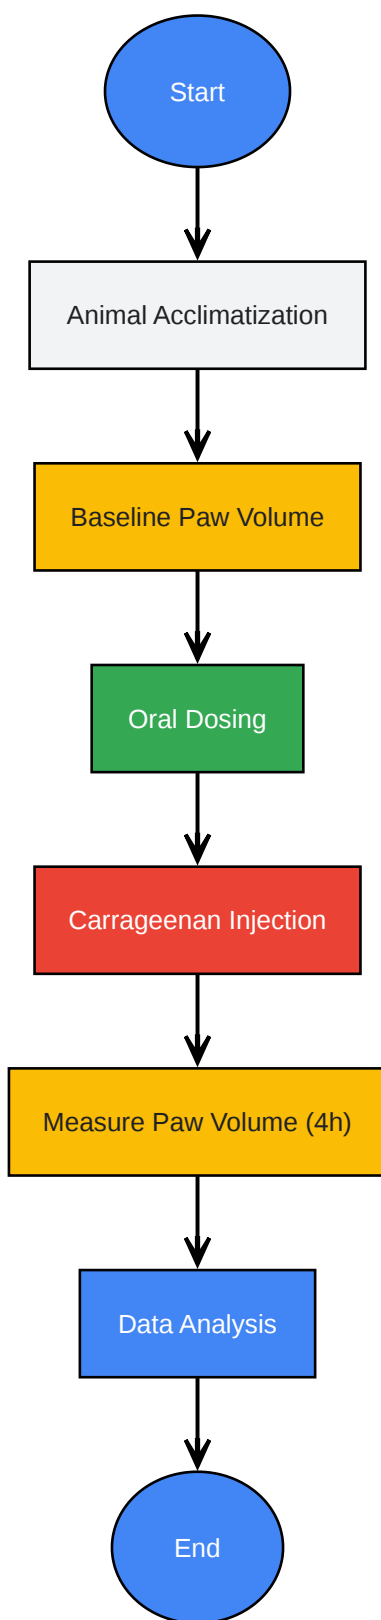 Start
Animal Acclimatization
Baseline Paw Volume
Oral Dosing
Carrageenan Injection
Measure Paw Volume (4h)
Data Analysis
End